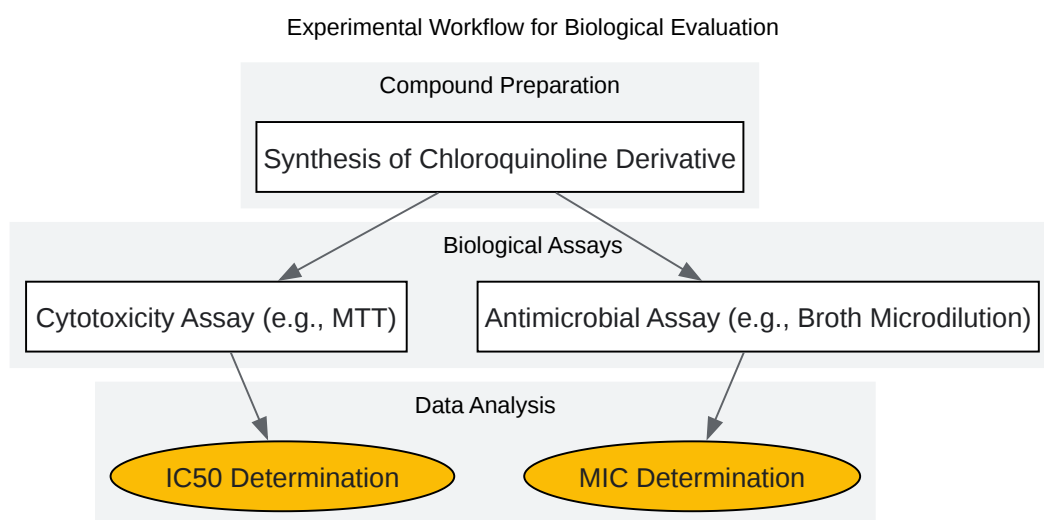 Experimental Workflow for Biological Evaluation
Compound Preparation
Synthesis of Chloroquinoline Derivative
Biological Assays
Cytotoxicity Assay (e.g., MTT)
Antimicrobial Assay (e.g., Broth Microdilution)
Data Analysis
IC50 Determination
MIC Determination